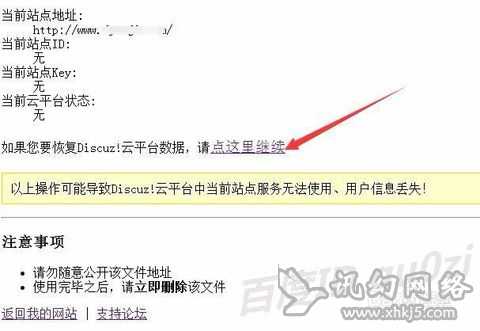 当前站点地址:
http://www.
当前站点ID:
无
当前站点Key:
无
当前云平台状态:
无
如果您要恢复Discuz!云平台数据，请点这里继续
以上操作可能导致Discuz!云平台中当前站点服务无法使用、用户信息丢失!
注意事项
请勿随意公开该文件地址
使用完毕之后，请立即删除该文件
返回我的网站 | 支持论坛
讯幻网络
www.xhkj5.com